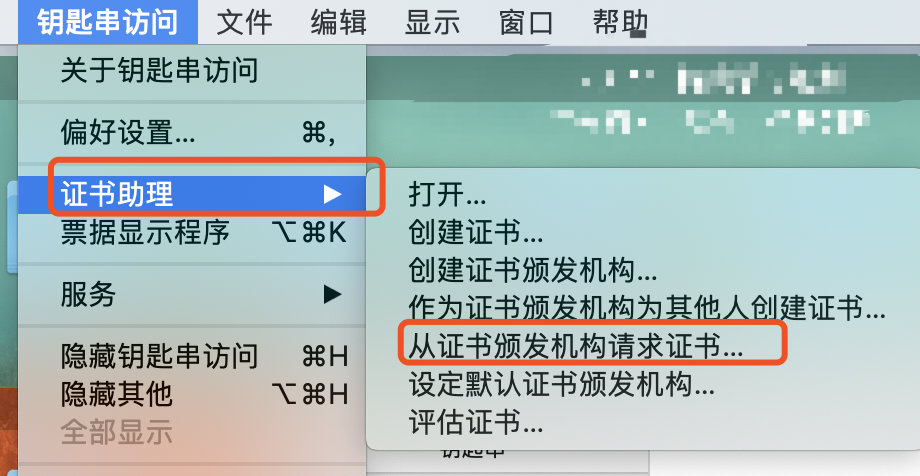 钥匙串访问 文件 编辑 显示 窗口 帮助
关于钥匙串访问
偏好设置... ⌘,
证书助理 ▶
票据显示程序 ⌥⌘K
服务 ▶
隐藏钥匙串访问 ⌘H
隐藏其他 ⌥⌘H
全部显示
打开...
创建证书...
创建证书颁发机构...
作为证书颁发机构为其他人创建证书...
从证书颁发机构请求证书...
设定默认证书颁发机构...
评估证书...